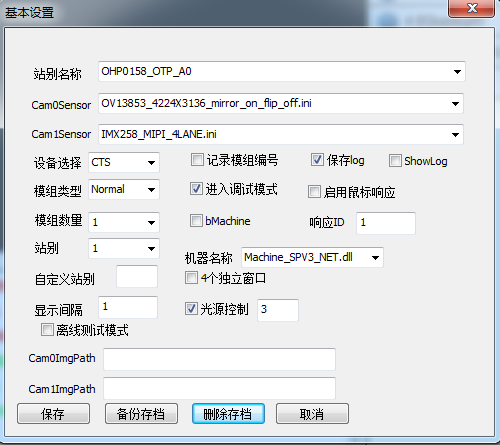 基本设置
站别名称 OHP0158_OTP_A0
Cam0Sensor OV13853_4224X3136_mirror_on_flip_off.ini
Cam1Sensor IMX258_MIPI_4LANE.ini
设备选择 CTS 记录模组编号 保存log ShowLog
模组类型 Normal 进入调试模式 启用鼠标响应
模组数量 1 bMachine 响应ID 1
站别 1 机器名称 Machine_SPV3_NET.dll
自定义站别 4个独立窗口
显示间隔 1 光源控制 3
离线测试模式
Cam0ImgPath
Cam1ImgPath
保存 备份存档 删除存档 取消